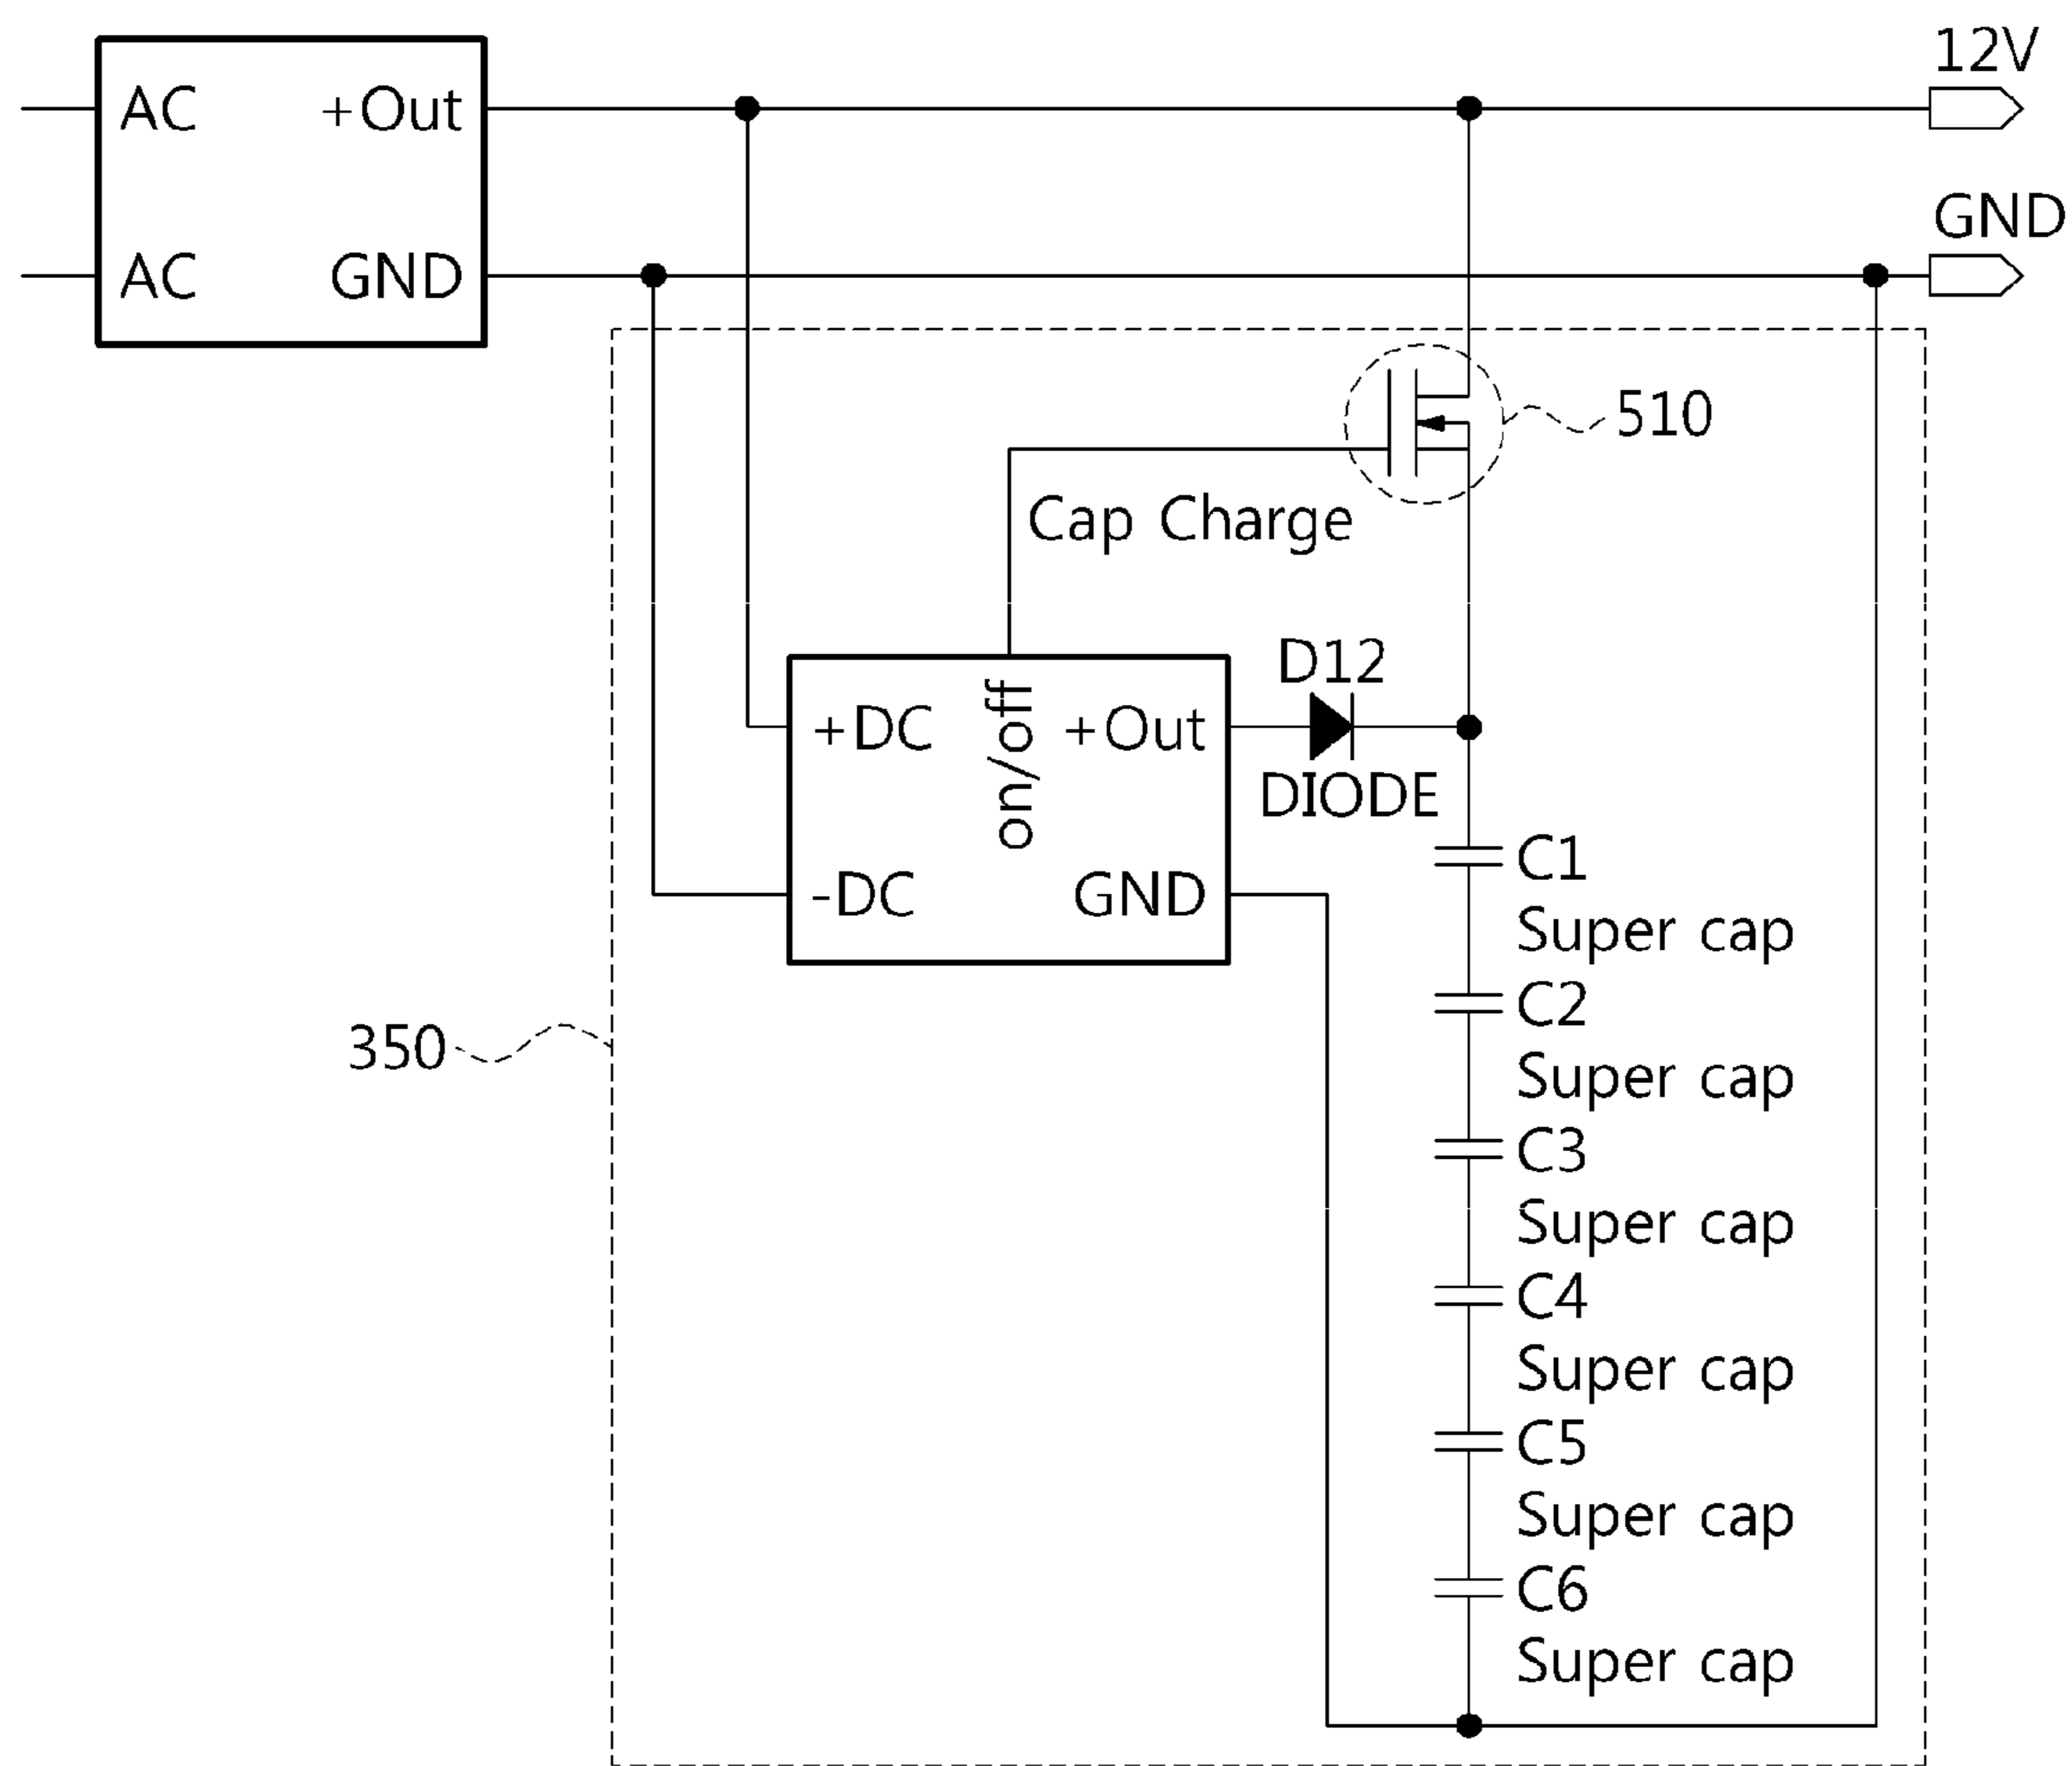 12V
AC +Out
GND
AC GND
510
Cap Charge
D12
+DC on/off +Out
DIODE
-DC GND
C1
Super cap
C2
350
Super cap
C3
Super cap
C4
Super cap
C5
Super cap
C6
Super cap